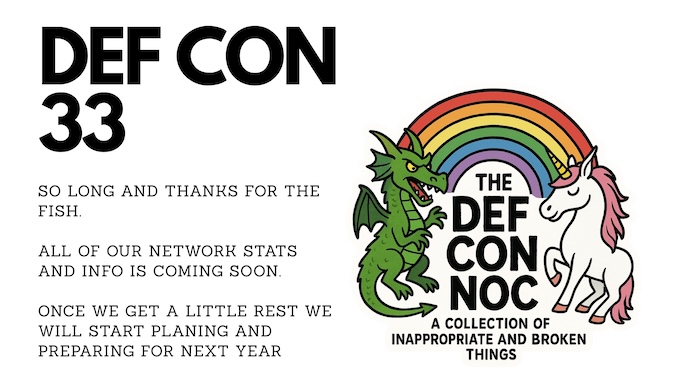 DEF CON
33
SO LONG AND THANKS FOR THE
FISH.
ALL OF OUR NETWORK STATS
AND INFO IS COMING SOON.
ONCE WE GET A LITTLE REST WE
WILL START PLANING AND
PREPARING FOR NEXT YEAR
THE
DEF
CON
NOC
A COLLECTION OF
INAPPROPRIATE AND BROKEN
THINGS